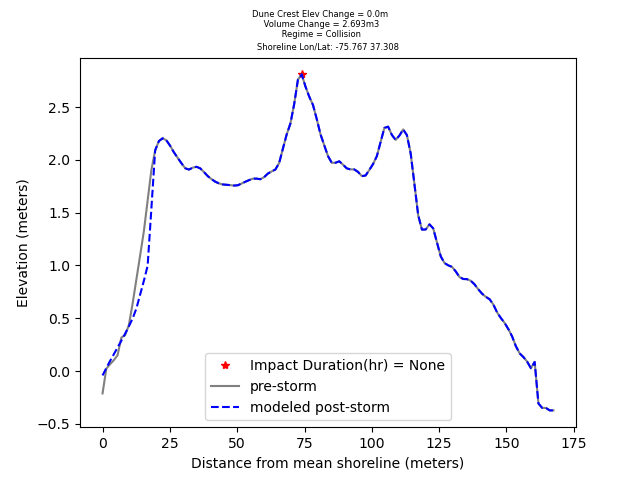 Dune Crest Elev Change = 0.0m
Volume Change = 2.693m3
Regime = Collision
Shoreline Lon/Lat: -75.767 37.308
2.5
2.0
1.5
1.0
0.5
0.0
−0.5
Elevation (meters)
Impact Duration(hr) = None
pre-storm
modeled post-storm
0 25 50 75 100 125 150 175
Distance from mean shoreline (meters)